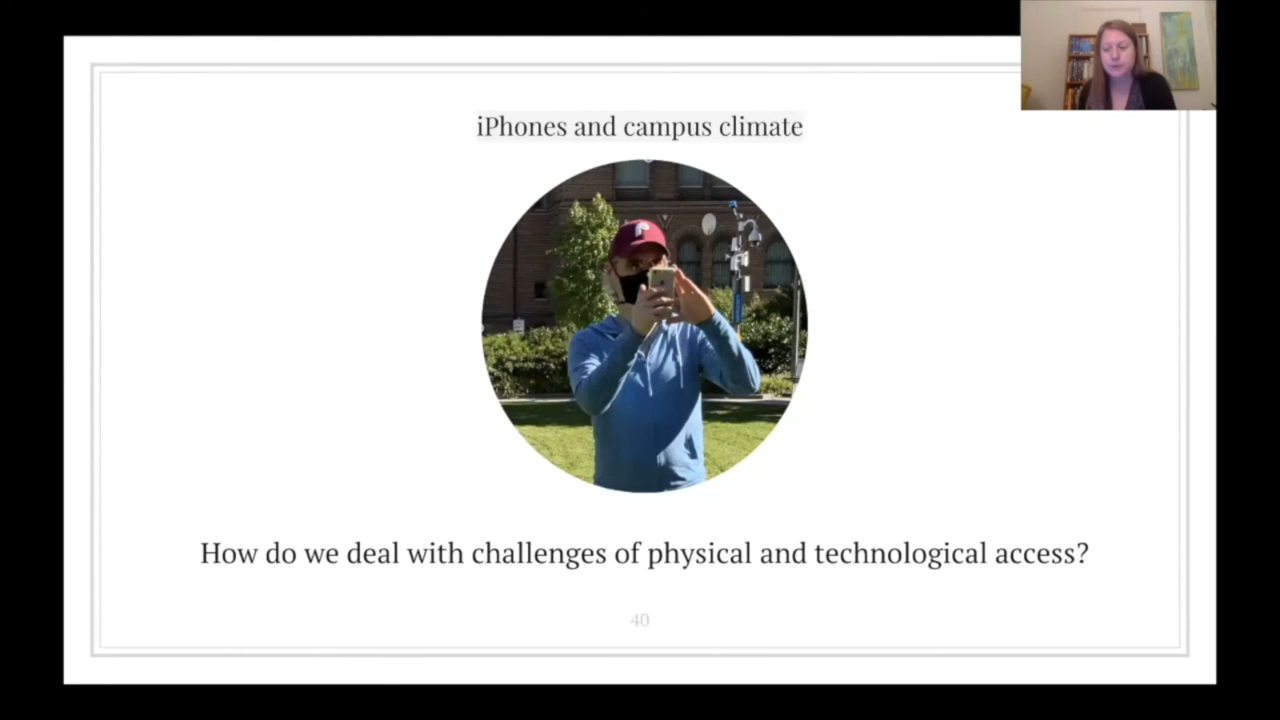 iPhones and campus climate
P
How do we deal with challenges of physical and technological access?
40